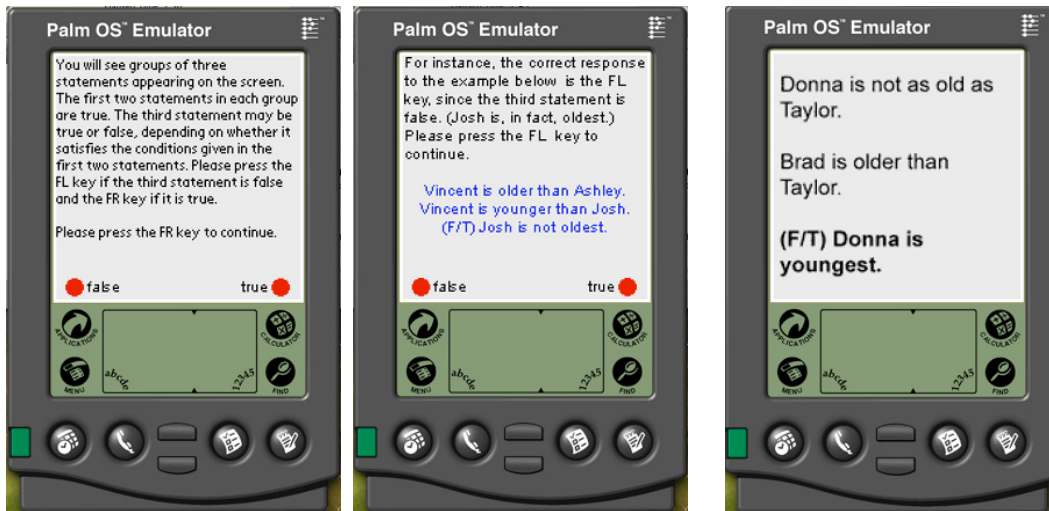 Palm OS™ Emulator
You will see groups of three
statements appearing on the screen.
The first two statements in each group
are true. The third statement may be
true or false, depending on whether it
satisfies the conditions given in the
first two statements. Please press the
FL key if the third statement is false
and the FR key if it is true.
Please press the FR key to continue.
false true
APPLICATIONS
CALCULATOR
MENU
abcde
12345
FIND
Palm OS™ Emulator
For instance, the correct response
to the example below is the FL
key, since the third statement is
false. (Josh is, in fact, oldest.)
Please press the FL key to
continue.
Vincent is older than Ashley.
Vincent is younger than Josh.
(F/T) Josh is not oldest.
false true
APPLICATIONS
CALCULATOR
MENU
abcde
12345
FIND
Palm OS™ Emulator
Donna is not as old as
Taylor.
Brad is older than
Taylor.
(F/T) Donna is
youngest.
APPLICATIONS
CALCULATOR
MENU
abcde
12345
FIND